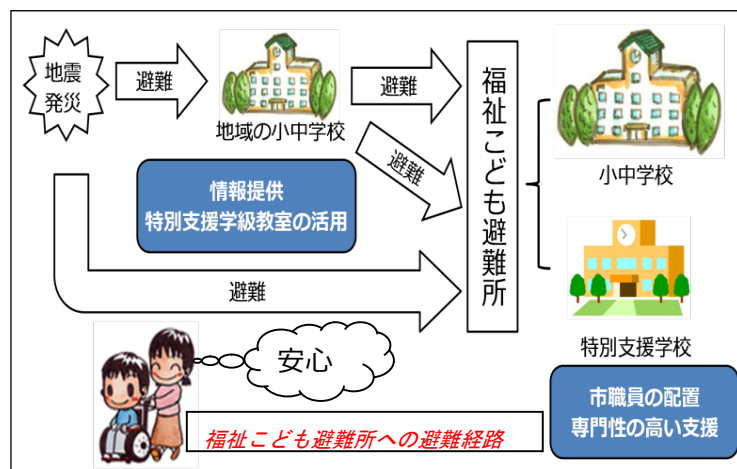 地震
発災
避難
地域の小中学校
避難
避難
福祉こども避難所
小中学校
情報提供
特別支援学級教室の活用
避難
特別支援学校
安心
市職員の配置
専門性の高い支援
福祉こども避難所への避難経路